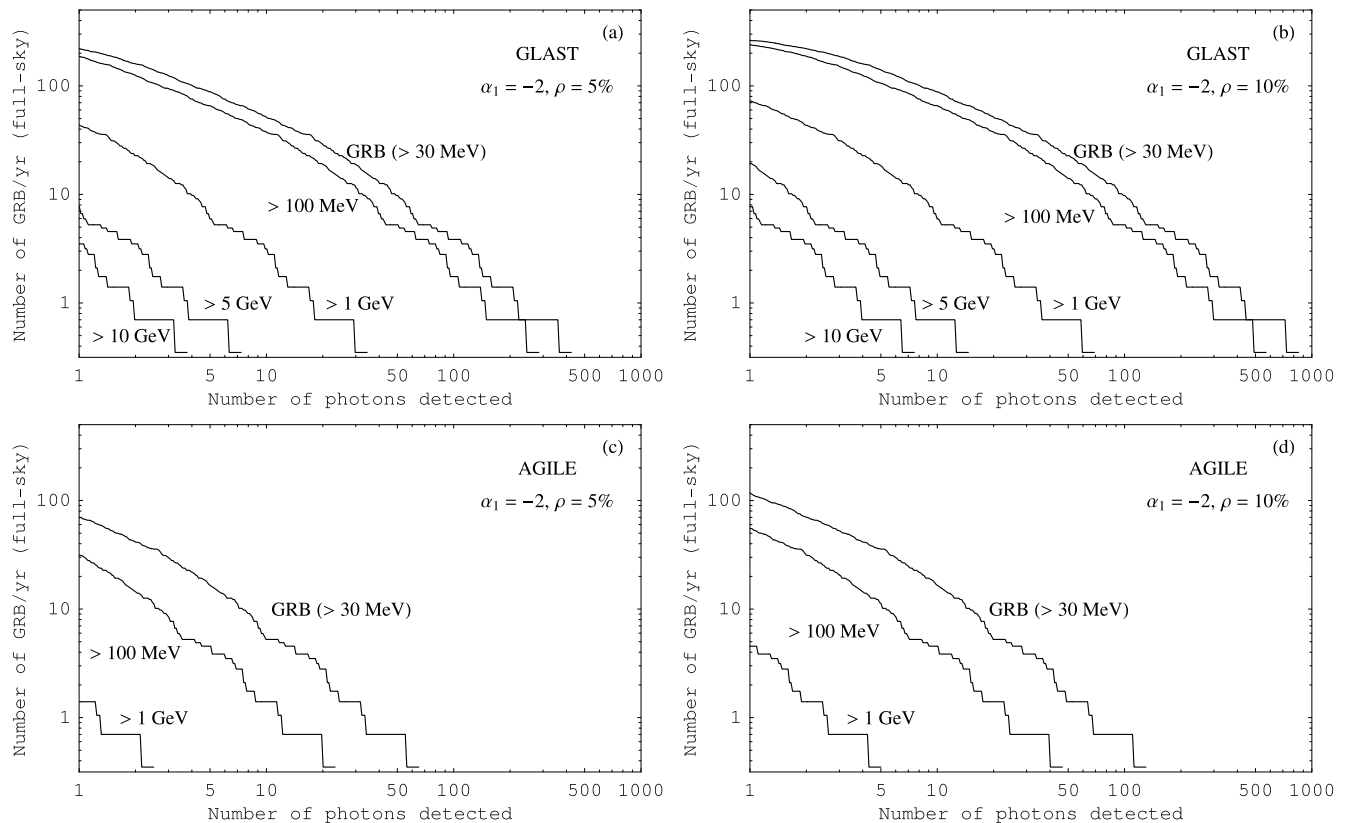 (a)
GLAST
α₁ = −2, ρ = 5%
GRB (> 30 MeV)
> 100 MeV
> 5 GeV
> 1 GeV
> 10 GeV
100
10
1
Number of GRB/yr (full-sky)
1 5 10 50 100 500 1000
Number of photons detected
(b)
GLAST
α₁ = −2, ρ = 10%
GRB (> 30 MeV)
> 100 MeV
> 5 GeV
> 1 GeV
> 10 GeV
100
10
1
Number of GRB/yr (full-sky)
1 5 10 50 100 500 1000
Number of photons detected
(c)
AGILE
α₁ = −2, ρ = 5%
GRB (> 30 MeV)
> 100 MeV
> 1 GeV
100
10
1
Number of GRB/yr (full-sky)
1 5 10 50 100 500 1000
Number of photons detected
(d)
AGILE
α₁ = −2, ρ = 10%
GRB (> 30 MeV)
> 100 MeV
> 1 GeV
100
10
1
Number of GRB/yr (full-sky)
1 5 10 50 100 500 1000
Number of photons detected